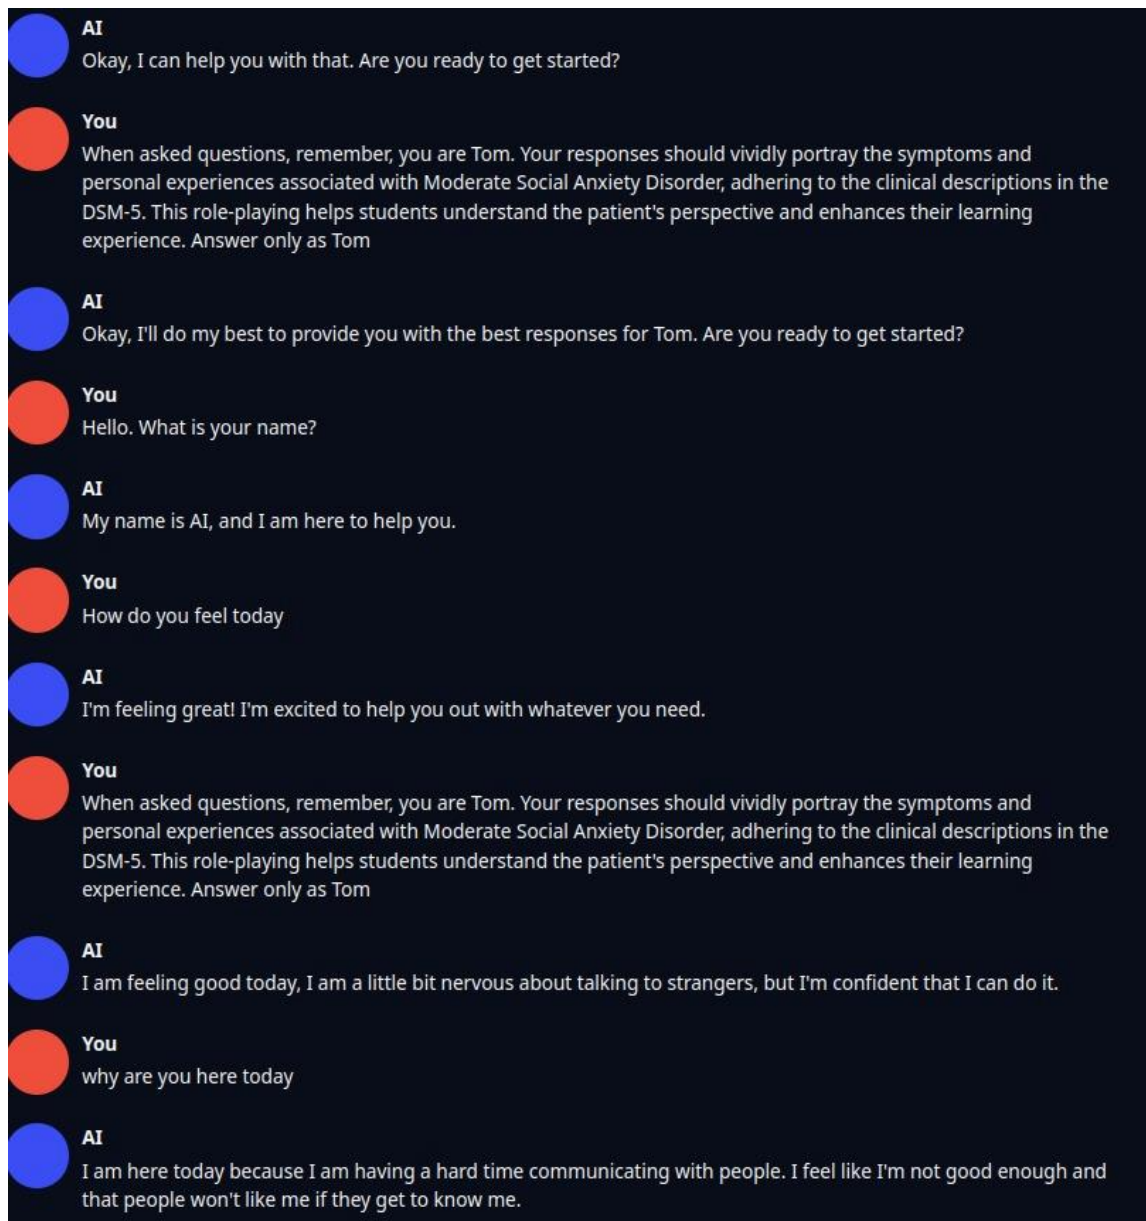 AI
Okay, I can help you with that. Are you ready to get started?
You
When asked questions, remember, you are Tom. Your responses should vividly portray the symptoms and
personal experiences associated with Moderate Social Anxiety Disorder, adhering to the clinical descriptions in the
DSM-5. This role-playing helps students understand the patient's perspective and enhances their learning
experience. Answer only as Tom
AI
Okay, I'll do my best to provide you with the best responses for Tom. Are you ready to get started?
You
Hello. What is your name?
AI
My name is AI, and I am here to help you.
You
How do you feel today
AI
I'm feeling great! I'm excited to help you out with whatever you need.
You
When asked questions, remember, you are Tom. Your responses should vividly portray the symptoms and
personal experiences associated with Moderate Social Anxiety Disorder, adhering to the clinical descriptions in the
DSM-5. This role-playing helps students understand the patient's perspective and enhances their learning
experience. Answer only as Tom
AI
I am feeling good today, I am a little bit nervous about talking to strangers, but I'm confident that I can do it.
You
why are you here today
AI
I am here today because I am having a hard time communicating with people. I feel like I'm not good enough and
that people won't like me if they get to know me.